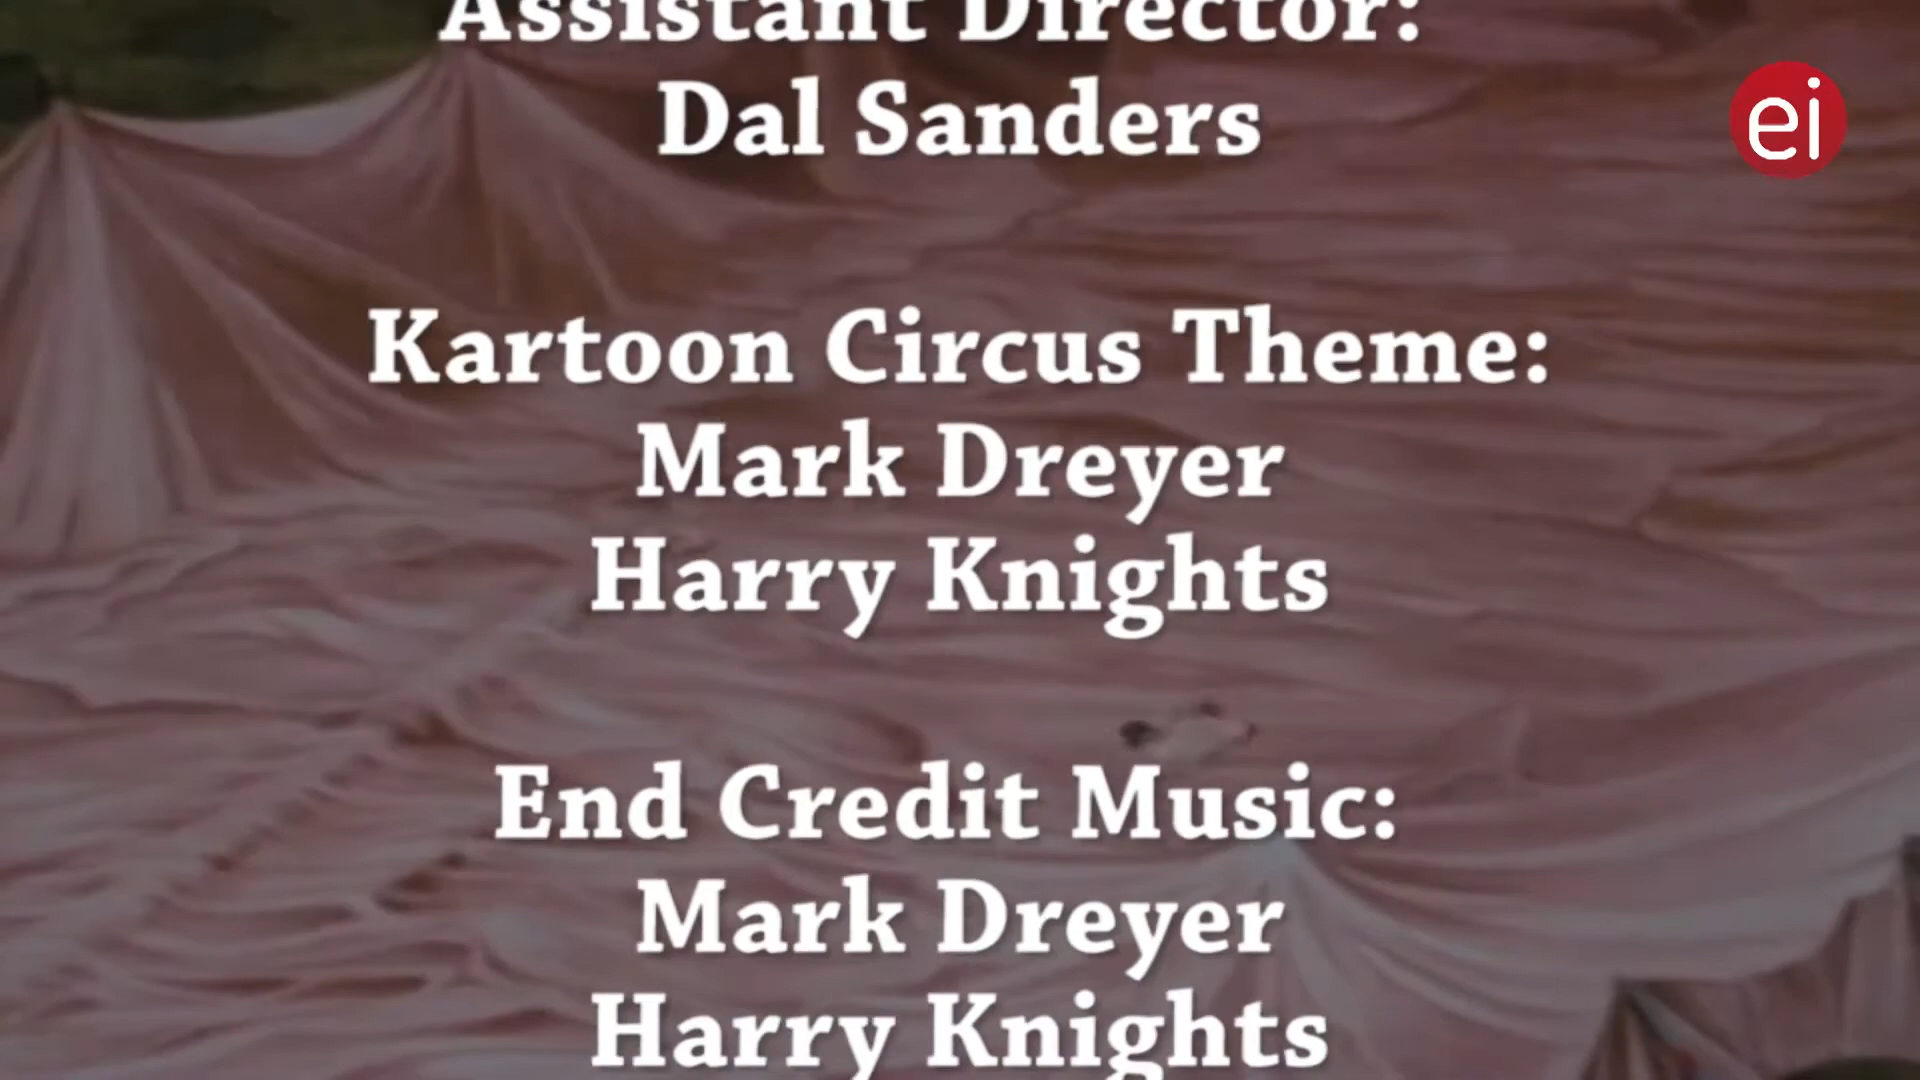 Assistant Director:
Dal Sanders
ei
Kartoon Circus Theme:
Mark Dreyer
Harry Knights
End Credit Music:
Mark Dreyer
Harry Knights